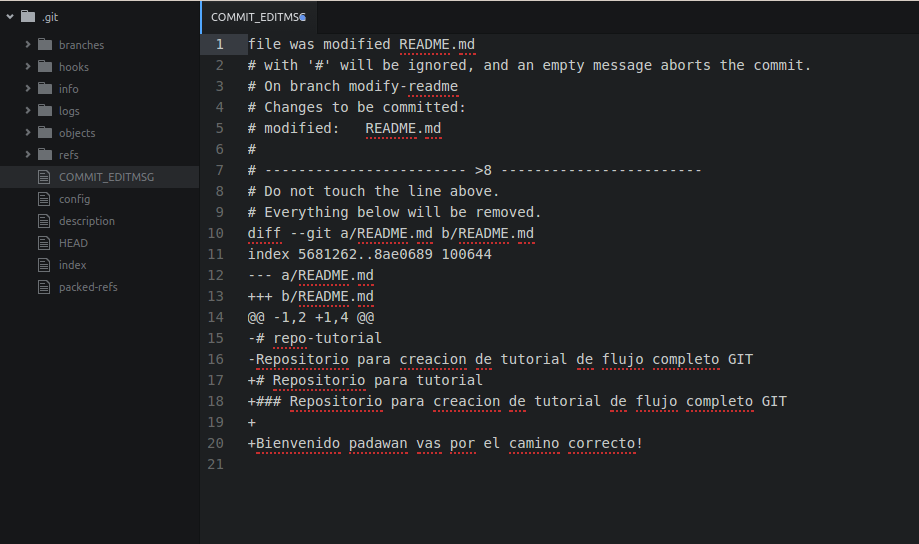 .git
branches
hooks
info
logs
objects
refs
COMMIT_EDITMSG
config
description
HEAD
index
packed-refs
COMMIT_EDITMSG
1 file was modified README.md
2 # with '#' will be ignored, and an empty message aborts the commit.
3 # On branch modify-readme
4 # Changes to be committed:
5 # modified:   README.md
6 #
7 # ------------------------ >8 ------------------------
8 # Do not touch the line above.
9 # Everything below will be removed.
10 diff --git a/README.md b/README.md
11 index 5681262..8ae0689 100644
12 --- a/README.md
13 +++ b/README.md
14 @@ -1,2 +1,4 @@
15 -# repo-tutorial
16 -Repositorio para creacion de tutorial de flujo completo GIT
17 +# Repositorio para tutorial
18 +### Repositorio para creacion de tutorial de flujo completo GIT
19 +
20 +Bienvenido padawan vas por el camino correcto!
21